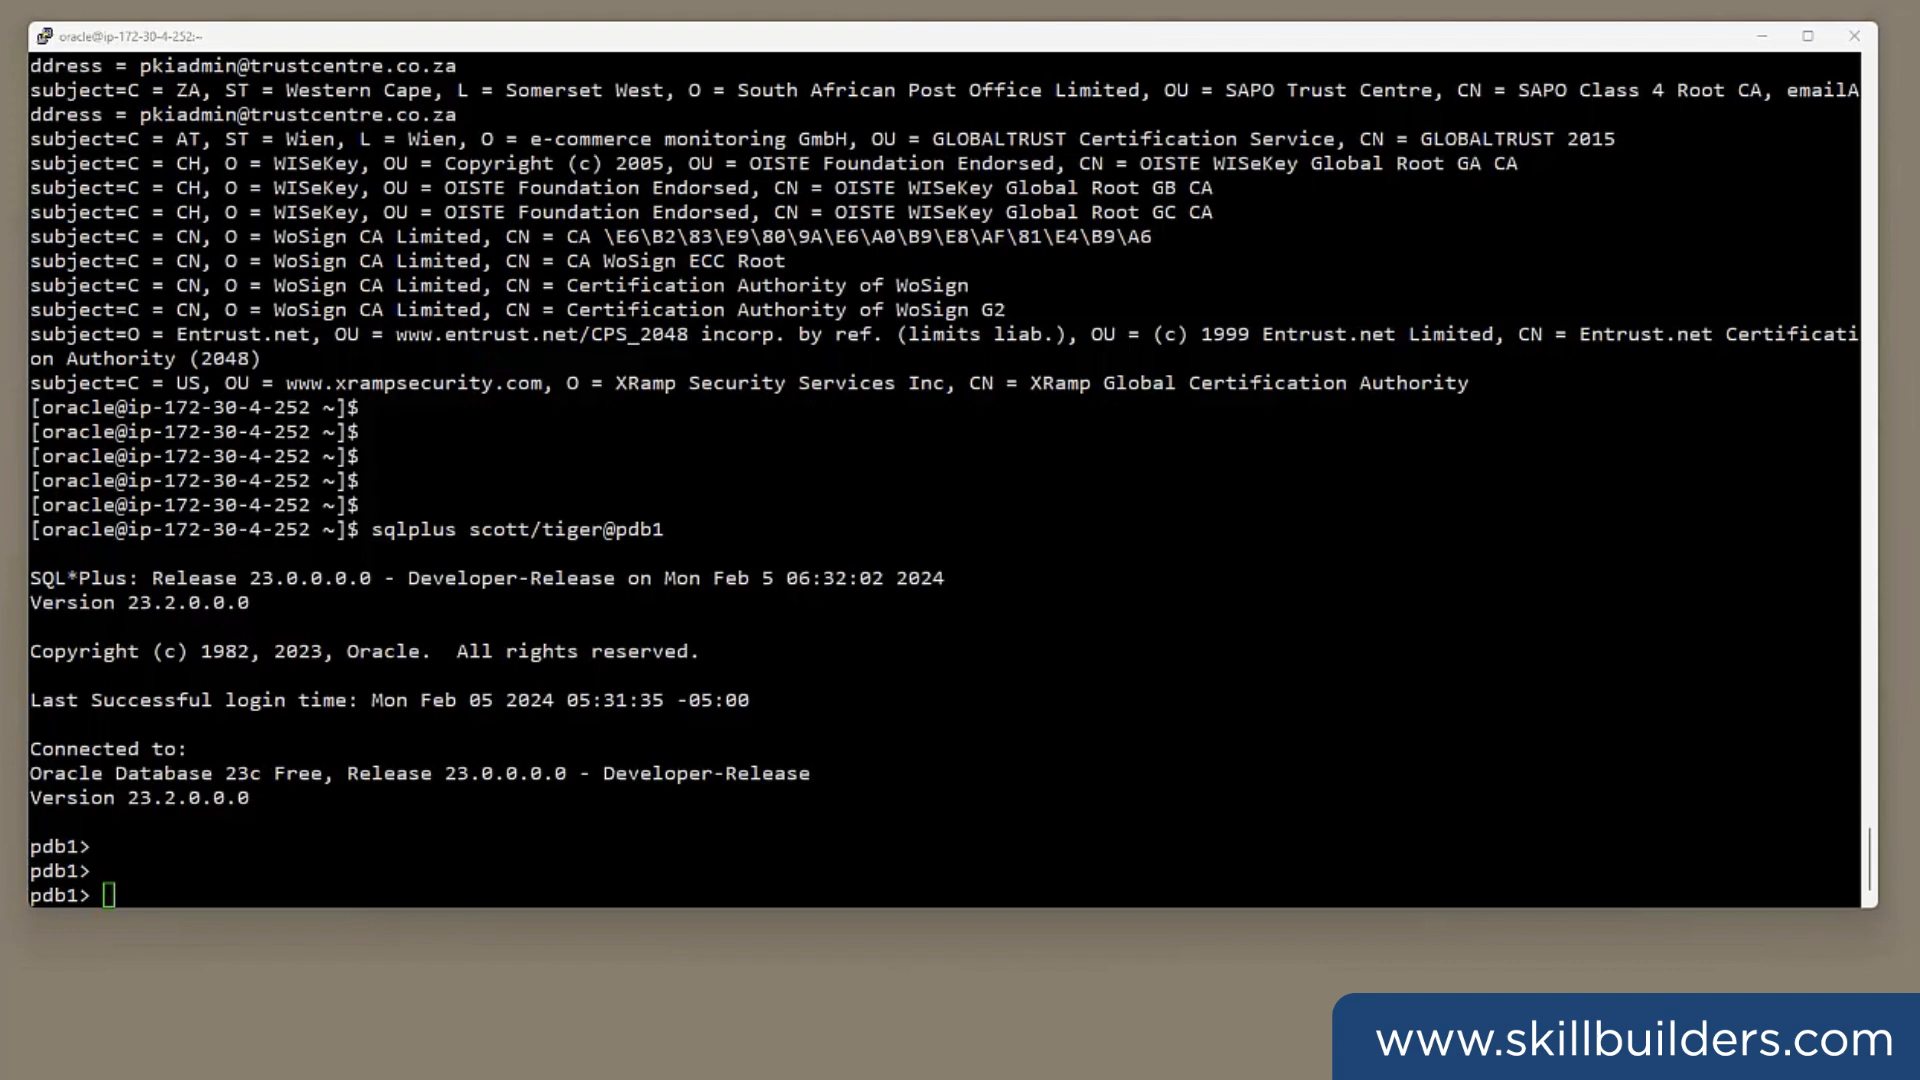 oracle@ip-172-30-4-252:~
ddress = pkiadmin@trustcentre.co.za
subject=C = ZA, ST = Western Cape, L = Somerset West, O = South African Post Office Limited, OU = SAPO Trust Centre, CN = SAPO Class 4 Root CA, emailA
ddress = pkiadmin@trustcentre.co.za
subject=C = AT, ST = Wien, L = Wien, O = e-commerce monitoring GmbH, OU = GLOBALTRUST Certification Service, CN = GLOBALTRUST 2015
subject=C = CH, O = WISeKey, OU = Copyright (c) 2005, OU = OISTE Foundation Endorsed, CN = OISTE WISeKey Global Root GA CA
subject=C = CH, O = WISeKey, OU = OISTE Foundation Endorsed, CN = OISTE WISeKey Global Root GB CA
subject=C = CH, O = WISeKey, OU = OISTE Foundation Endorsed, CN = OISTE WISeKey Global Root GC CA
subject=C = CN, O = WoSign CA Limited, CN = CA \E6\B2\83\E9\80\9A\E6\A0\B9\E8\AF\81\E4\B9\A6
subject=C = CN, O = WoSign CA Limited, CN = CA WoSign ECC Root
subject=C = CN, O = WoSign CA Limited, CN = Certification Authority of WoSign
subject=C = CN, O = WoSign CA Limited, CN = Certification Authority of WoSign G2
subject=O = Entrust.net, OU = www.entrust.net/CPS_2048 incorp. by ref. (limits liab.), OU = (c) 1999 Entrust.net Limited, CN = Entrust.net Certificati
on Authority (2048)
subject=C = US, OU = www.xrampsecurity.com, O = XRamp Security Services Inc, CN = XRamp Global Certification Authority
[oracle@ip-172-30-4-252 ~]$
[oracle@ip-172-30-4-252 ~]$
[oracle@ip-172-30-4-252 ~]$
[oracle@ip-172-30-4-252 ~]$
[oracle@ip-172-30-4-252 ~]$
[oracle@ip-172-30-4-252 ~]$ sqlplus scott/tiger@pdb1
SQL*Plus: Release 23.0.0.0.0 - Developer-Release on Mon Feb 5 06:32:02 2024
Version 23.2.0.0.0
Copyright (c) 1982, 2023, Oracle.  All rights reserved.
Last Successful login time: Mon Feb 05 2024 05:31:35 -05:00
Connected to:
Oracle Database 23c Free, Release 23.0.0.0.0 - Developer-Release
Version 23.2.0.0.0
pdb1>
pdb1>
pdb1>
www.skillbuilders.com